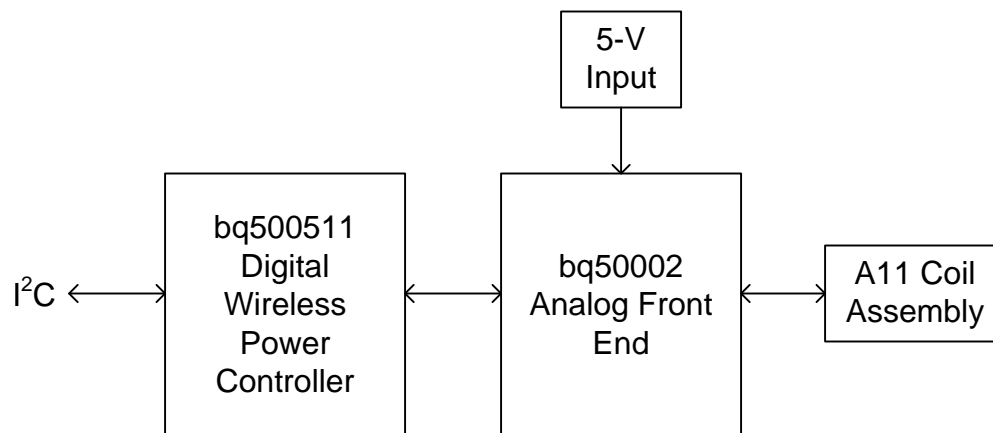 5-V
Input
bq500511
Digital
Wireless
Power
Controller
bq50002
Analog Front
End
A11 Coil
Assembly
I²C